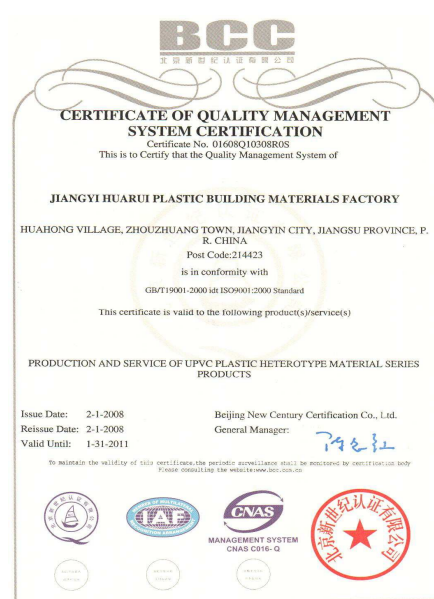 BCC
北京新世纪认证有限公司
CERTIFICATE OF QUALITY MANAGEMENT
SYSTEM CERTIFICATION
Certificate No. 01608Q10308R0S
This is to Certify that the Quality Management System of
JIANGYI HUARUI PLASTIC BUILDING MATERIALS FACTORY
HUAHONG VILLAGE, ZHOUZHUANG TOWN, JIANGYIN CITY, JIANGSU PROVINCE, P.
R. CHINA
Post Code:214423
is in conformity with
GB/T19001-2000 idt ISO9001:2000 Standard
This certificate is valid to the following product(s)/service(s)
PRODUCTION AND SERVICE OF UPVC PLASTIC HETEROTYPE MATERIAL SERIES
PRODUCTS
Issue Date: 2-1-2008
Beijing New Century Certification Co., Ltd.
Reissue Date: 2-1-2008
General Manager:
Valid Until: 1-31-2011
To maintain the validity of this certificate,the periodic surveillance shall be monitored by certification body
Please consulting the website:www.bcc.com.cn
CNAS
MANAGEMENT SYSTEM
CNAS C016- Q
北京新世纪认证有限公司